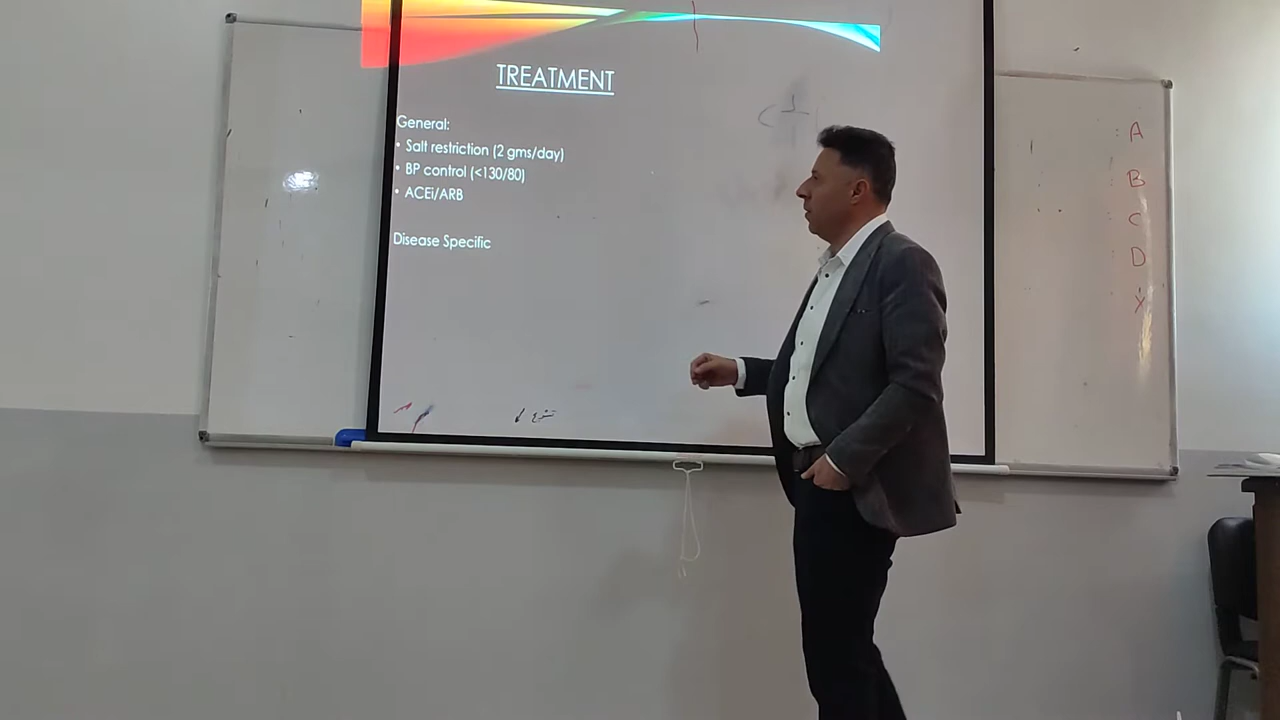 TREATMENT
General:
• Salt restriction (2 gms/day)
• BP control (<130/80)
• ACEi/ARB
Disease Specific
: A
: B
: C
: D
X